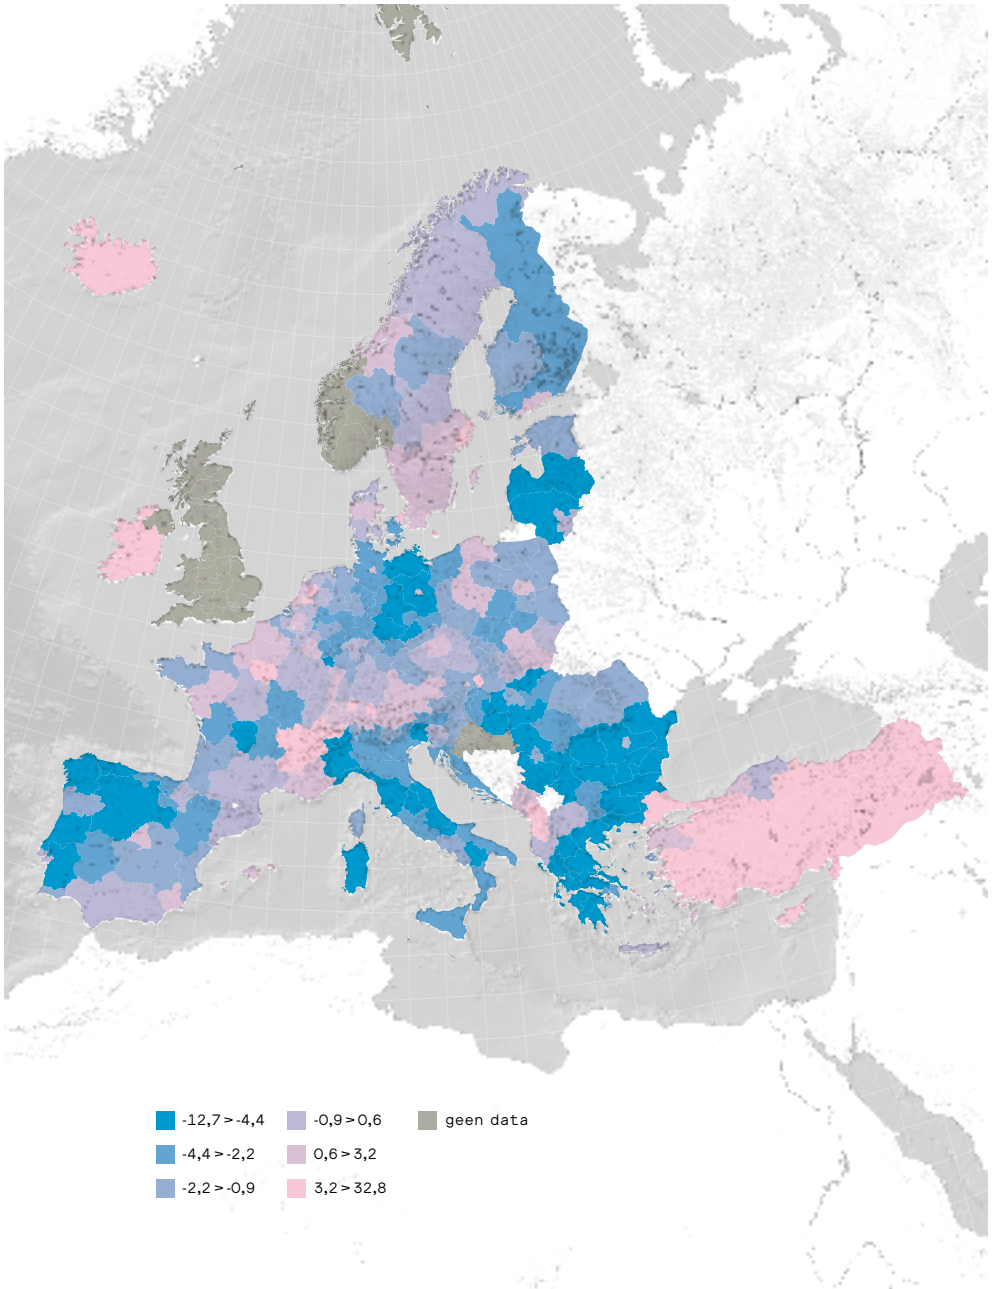 -12,7 > -4,4
-4,4 > -2,2
-2,2 > -0,9
-0,9 > 0,6
0,6 > 3,2
3,2 > 32,8
geen data